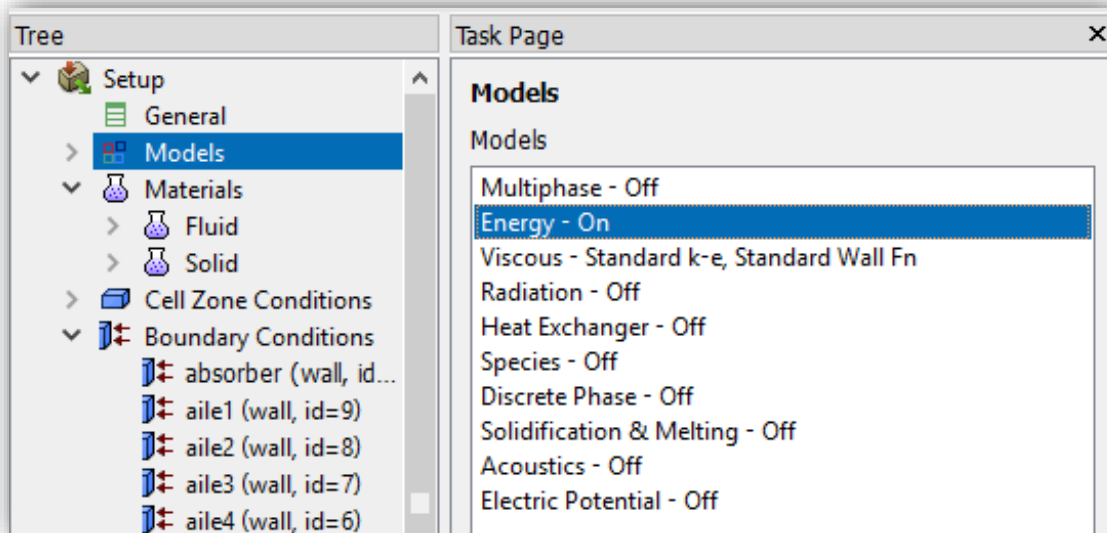 Tree
Setup
General
Models
Materials
Fluid
Solid
Cell Zone Conditions
Boundary Conditions
absorber (wall, id...
aile1 (wall, id=9)
aile2 (wall, id=8)
aile3 (wall, id=7)
aile4 (wall, id=6)
Task Page
Models
Models
Multiphase - Off
Energy - On
Viscous - Standard k-e, Standard Wall Fn
Radiation - Off
Heat Exchanger - Off
Species - Off
Discrete Phase - Off
Solidification & Melting - Off
Acoustics - Off
Electric Potential - Off